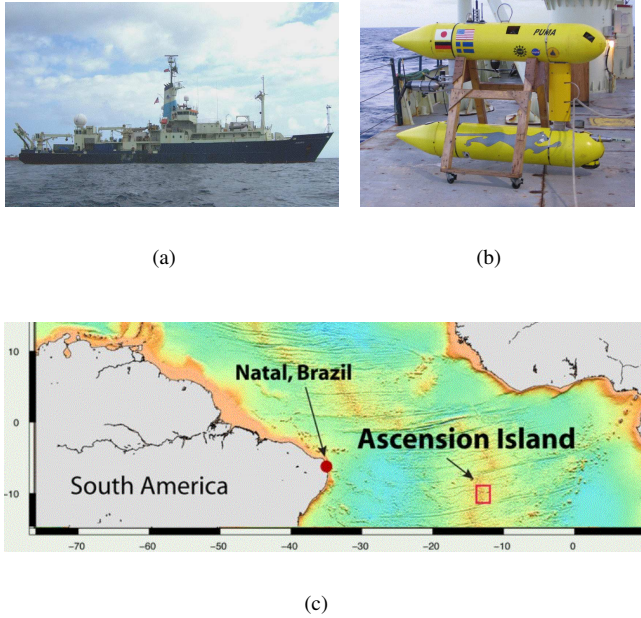 PUMA
(a)
(b)
10
0
-10
Natal, Brazil
Ascension Island
South America
−70
−60
−50
−40
−30
−20
−10
0
(c)